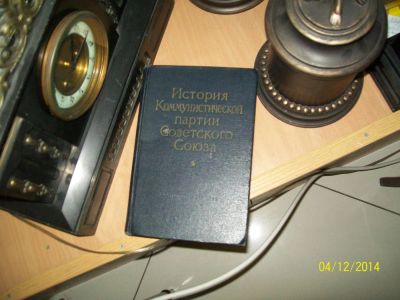 История
Коммунистической
партии
Советского
Союза
04/12/2014